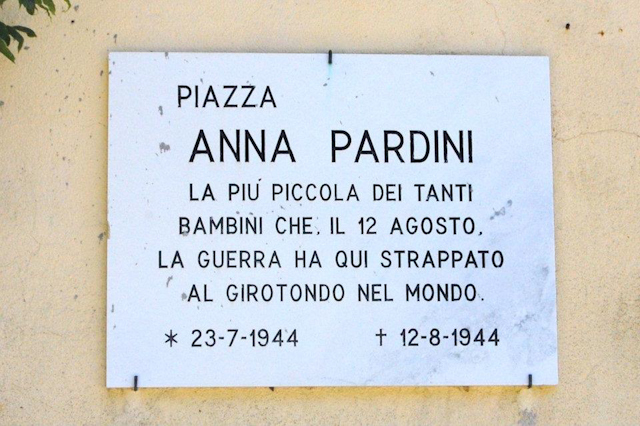 PIAZZA
ANNA PARDINI
LA PIÚ PICCOLA DEI TANTI
BAMBINI CHE, IL 12 AGOSTO,
LA GUERRA HA QUI STRAPPATO
AL GIROTONDO NEL MONDO.
* 23-7-1944 † 12-8-1944